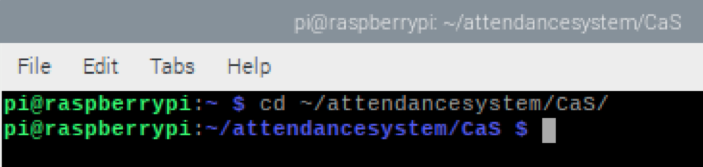 pi@raspberrypi: ~/attendancesystem/CaS
File Edit Tabs Help
pi@raspberrypi:~ $ cd ~/attendancesystem/CaS/
pi@raspberrypi:~/attendancesystem/CaS $